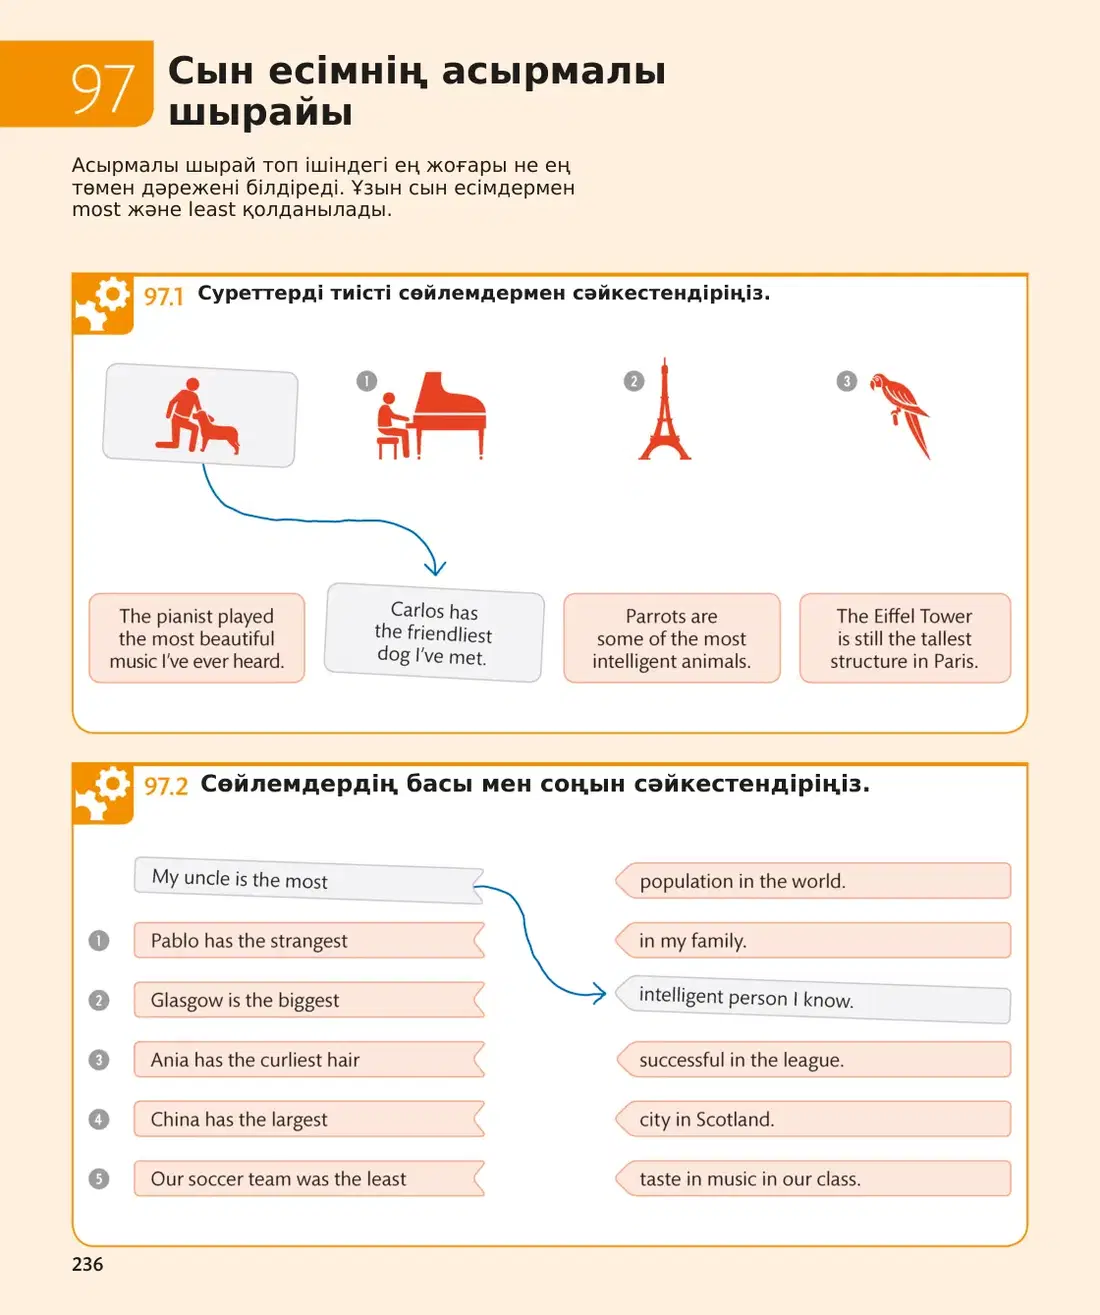 97
Сын есімнің асырмалы
шырайы
Асырмалы шырай топ ішіндегі ең жоғары не ең
төмен дәрежені білдіреді. Ұзын сын есімдермен
most және least қолданылады.
97.1 Суреттерді тиісті сөйлемдермен сәйкестендіріңіз.
1
2
3
The pianist played
the most beautiful
music I've ever heard.
Carlos has
the friendliest
dog I've met.
Parrots are
some of the most
intelligent animals.
The Eiffel Tower
is still the tallest
structure in Paris.
97.2 Сөйлемдердің басы мен соңын сәйкестендіріңіз.
My uncle is the most
population in the world.
1 Pablo has the strangest
in my family.
2 Glasgow is the biggest
intelligent person I know.
3 Ania has the curliest hair
successful in the league.
4 China has the largest
city in Scotland.
5 Our soccer team was the least
taste in music in our class.
236